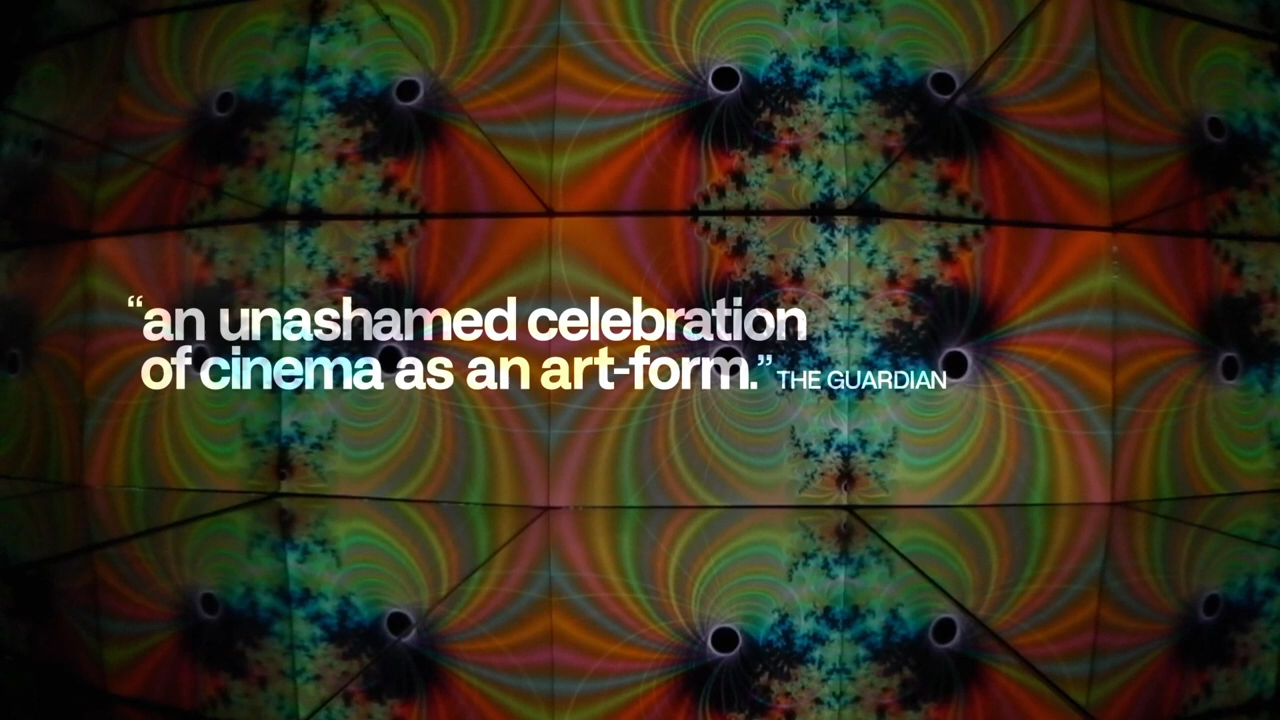 “an unashamed celebration
of cinema as an art-form.” THE GUARDIAN